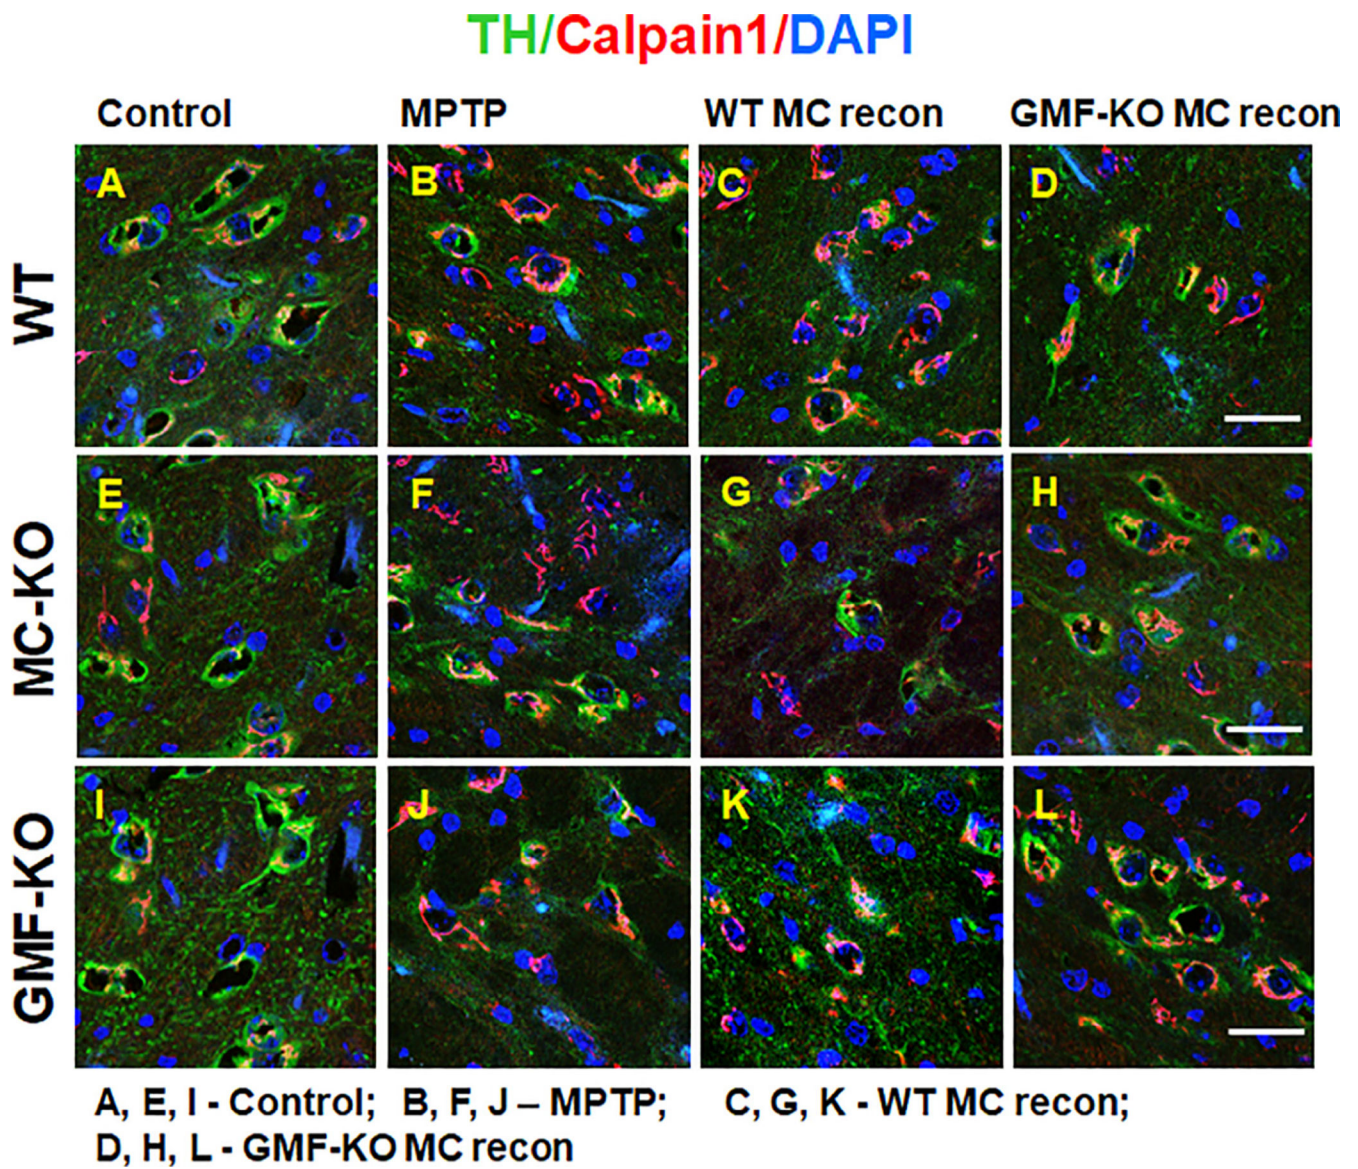 TH/Calpain1/DAPI
Control MPTP WT MC recon GMF-KO MC recon
WT
A B C D
MC-KO
E F G H
GMF-KO
I J K L
A, E, I - Control; B, F, J – MPTP; C, G, K - WT MC recon;
D, H, L - GMF-KO MC recon